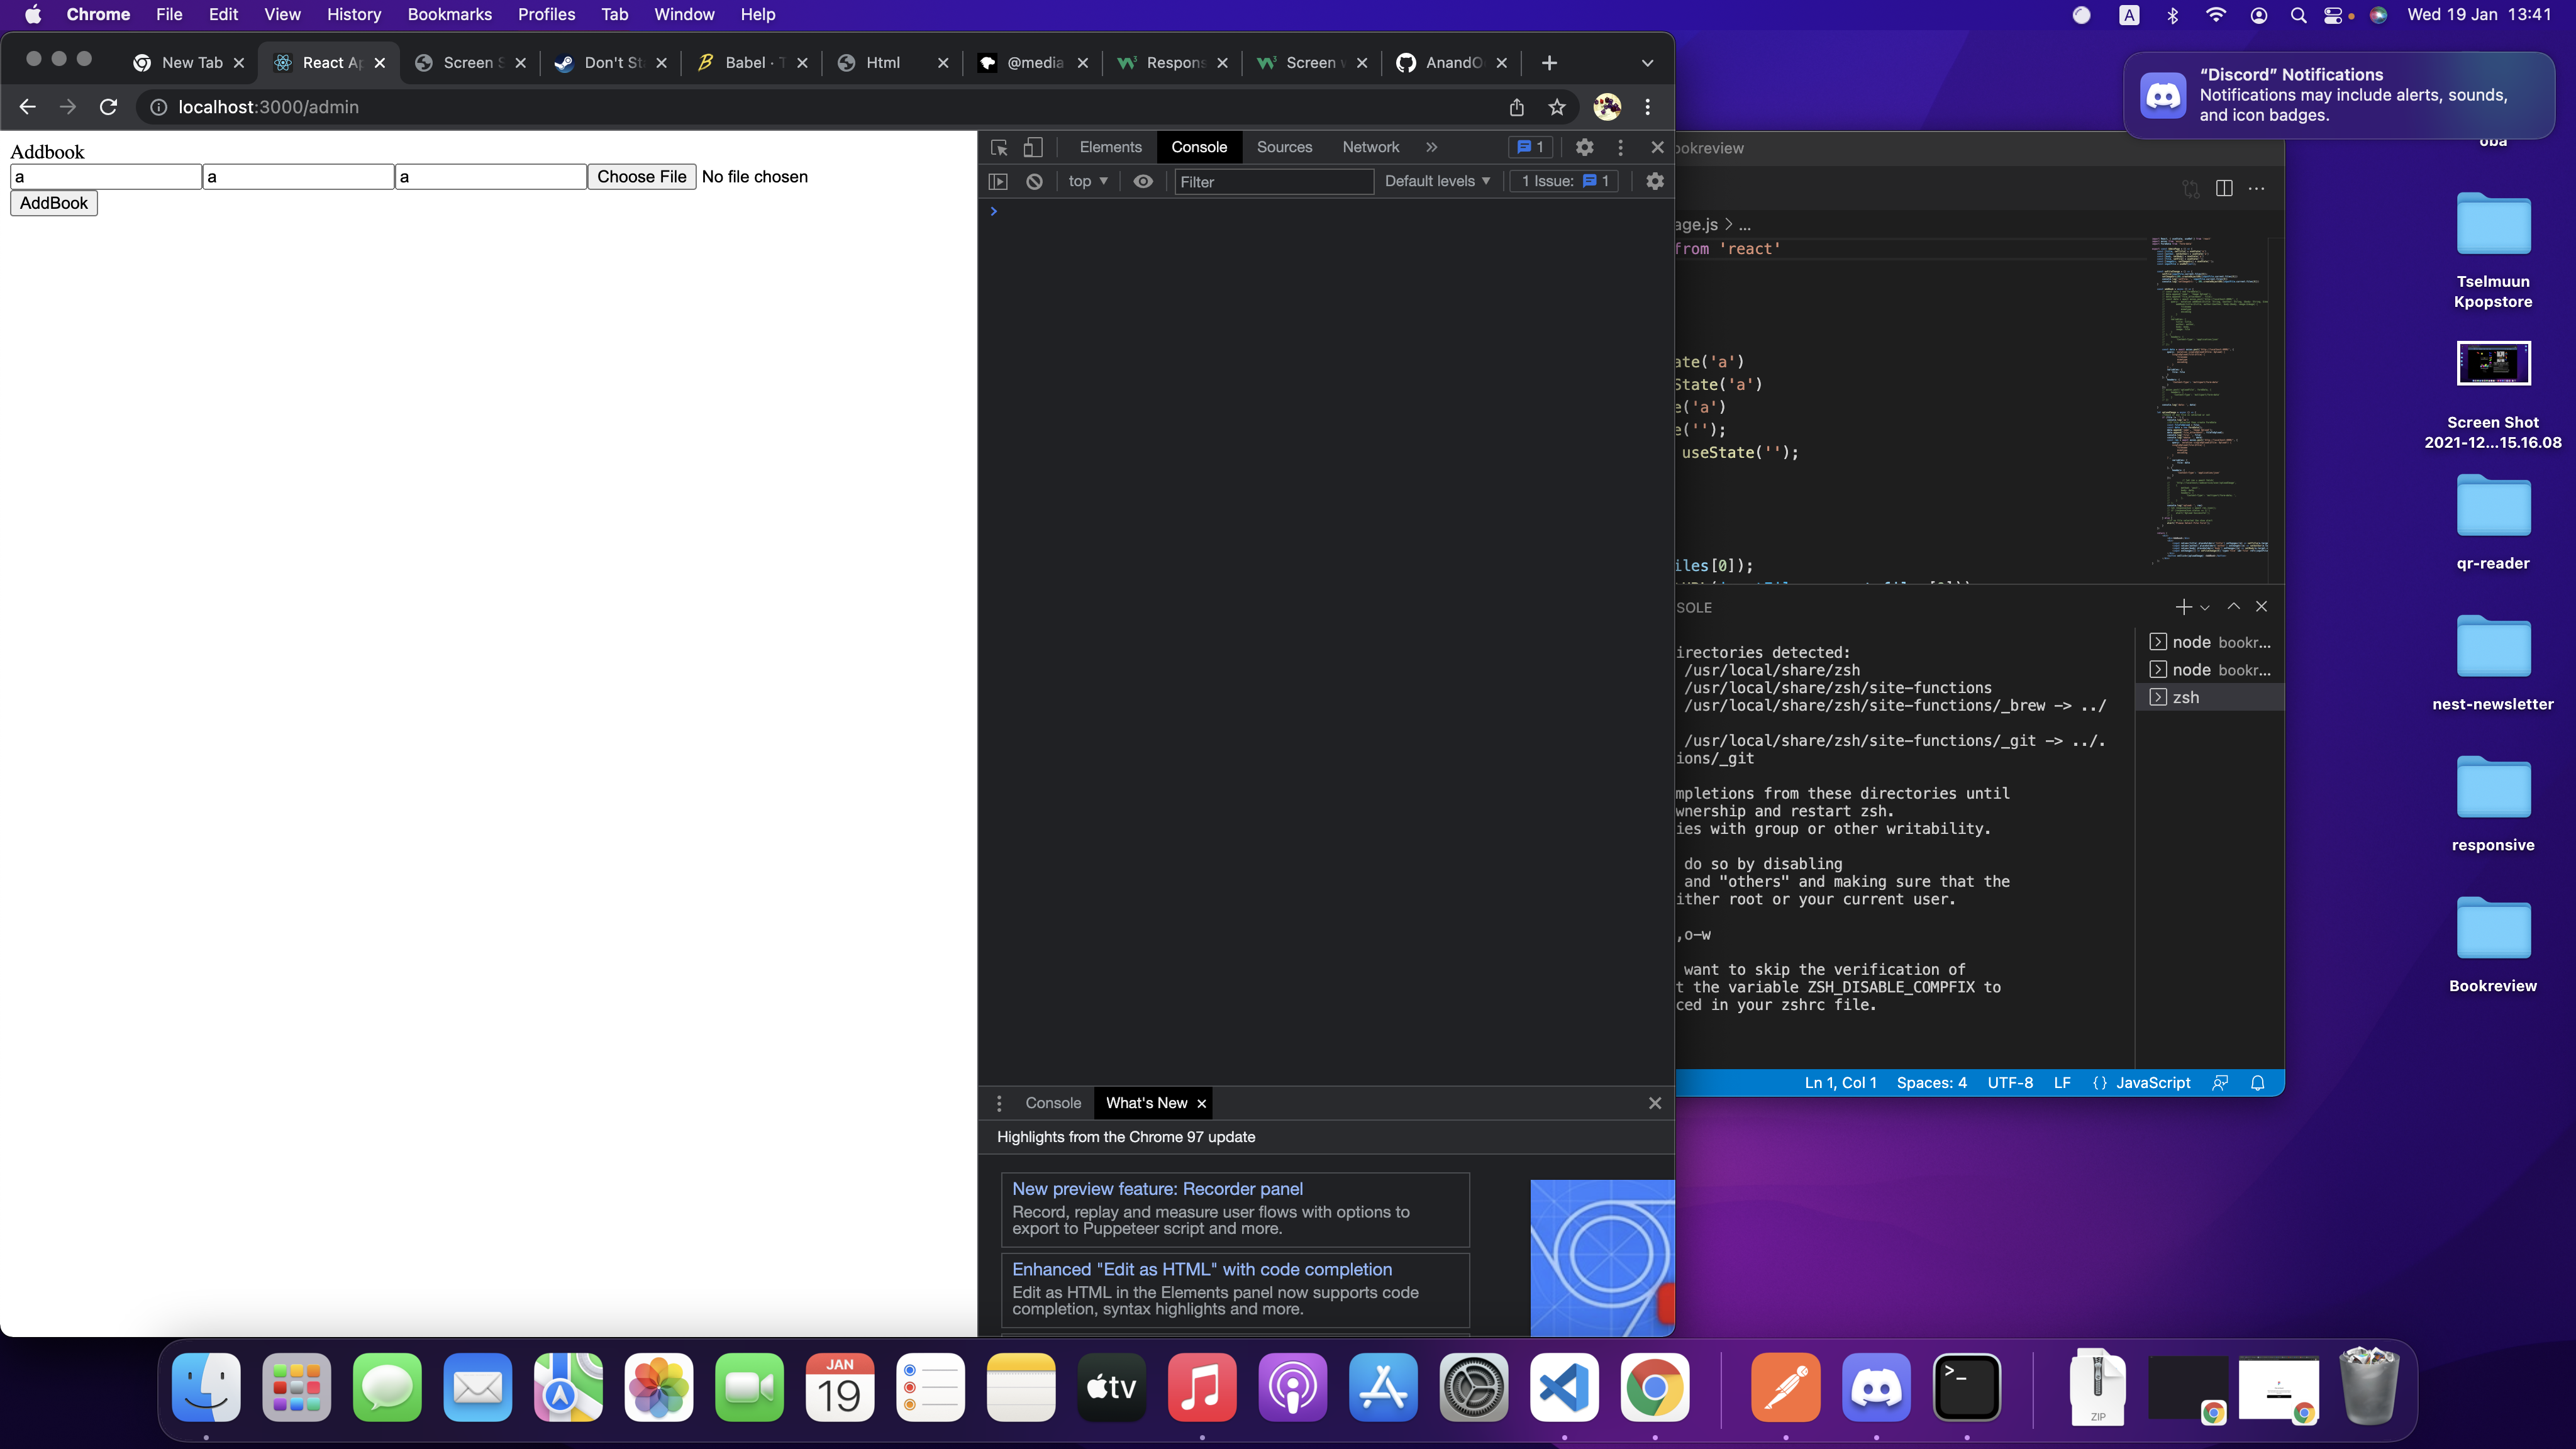 Chrome File Edit View History Bookmarks Profiles Tab Window Help
A
Wed 19 Jan 13:41
New Tab
React Ap
Screen S
Don't St
Babel · T
Html
@media
Respons
Screen w
AnandO
localhost:3000/admin
Addbook
a
a
a
Choose File No file chosen
AddBook
Elements Console Sources Network » 1
top Filter Default levels 1 Issue: 1
Highlights from the Chrome 97 update
Console What's New
New preview feature: Recorder panel
Record, replay and measure user flows with options to
export to Puppeteer script and more.
Enhanced "Edit as HTML" with code completion
Edit as HTML in the Elements panel now supports code
completion, syntax highlights and more.
“Discord” Notifications
Notifications may include alerts, sounds,
and icon badges.
ookreview
age.js > ...
from 'react'
ate('a')
State('a')
e('a')
e('');
useState('');
iles[0]);
SOLE
irectories detected:
/usr/local/share/zsh
/usr/local/share/zsh/site-functions
/usr/local/share/zsh/site-functions/_brew -> ../
/usr/local/share/zsh/site-functions/_git -> ../.
ions/_git
mpletions from these directories until
wnership and restart zsh.
ies with group or other writability.
do so by disabling
and "others" and making sure that the
ither root or your current user.
,o-w
want to skip the verification of
t the variable ZSH_DISABLE_COMPFIX to
ced in your zshrc file.
node bookr...
node bookr...
zsh
Ln 1, Col 1 Spaces: 4 UTF-8 LF {} JavaScript
oba
Tselmuun
Kpopstore
Screen Shot
2021-12...15.16.08
qr-reader
nest-newsletter
responsive
Bookreview
JAN
19
tv
>_
ZIP